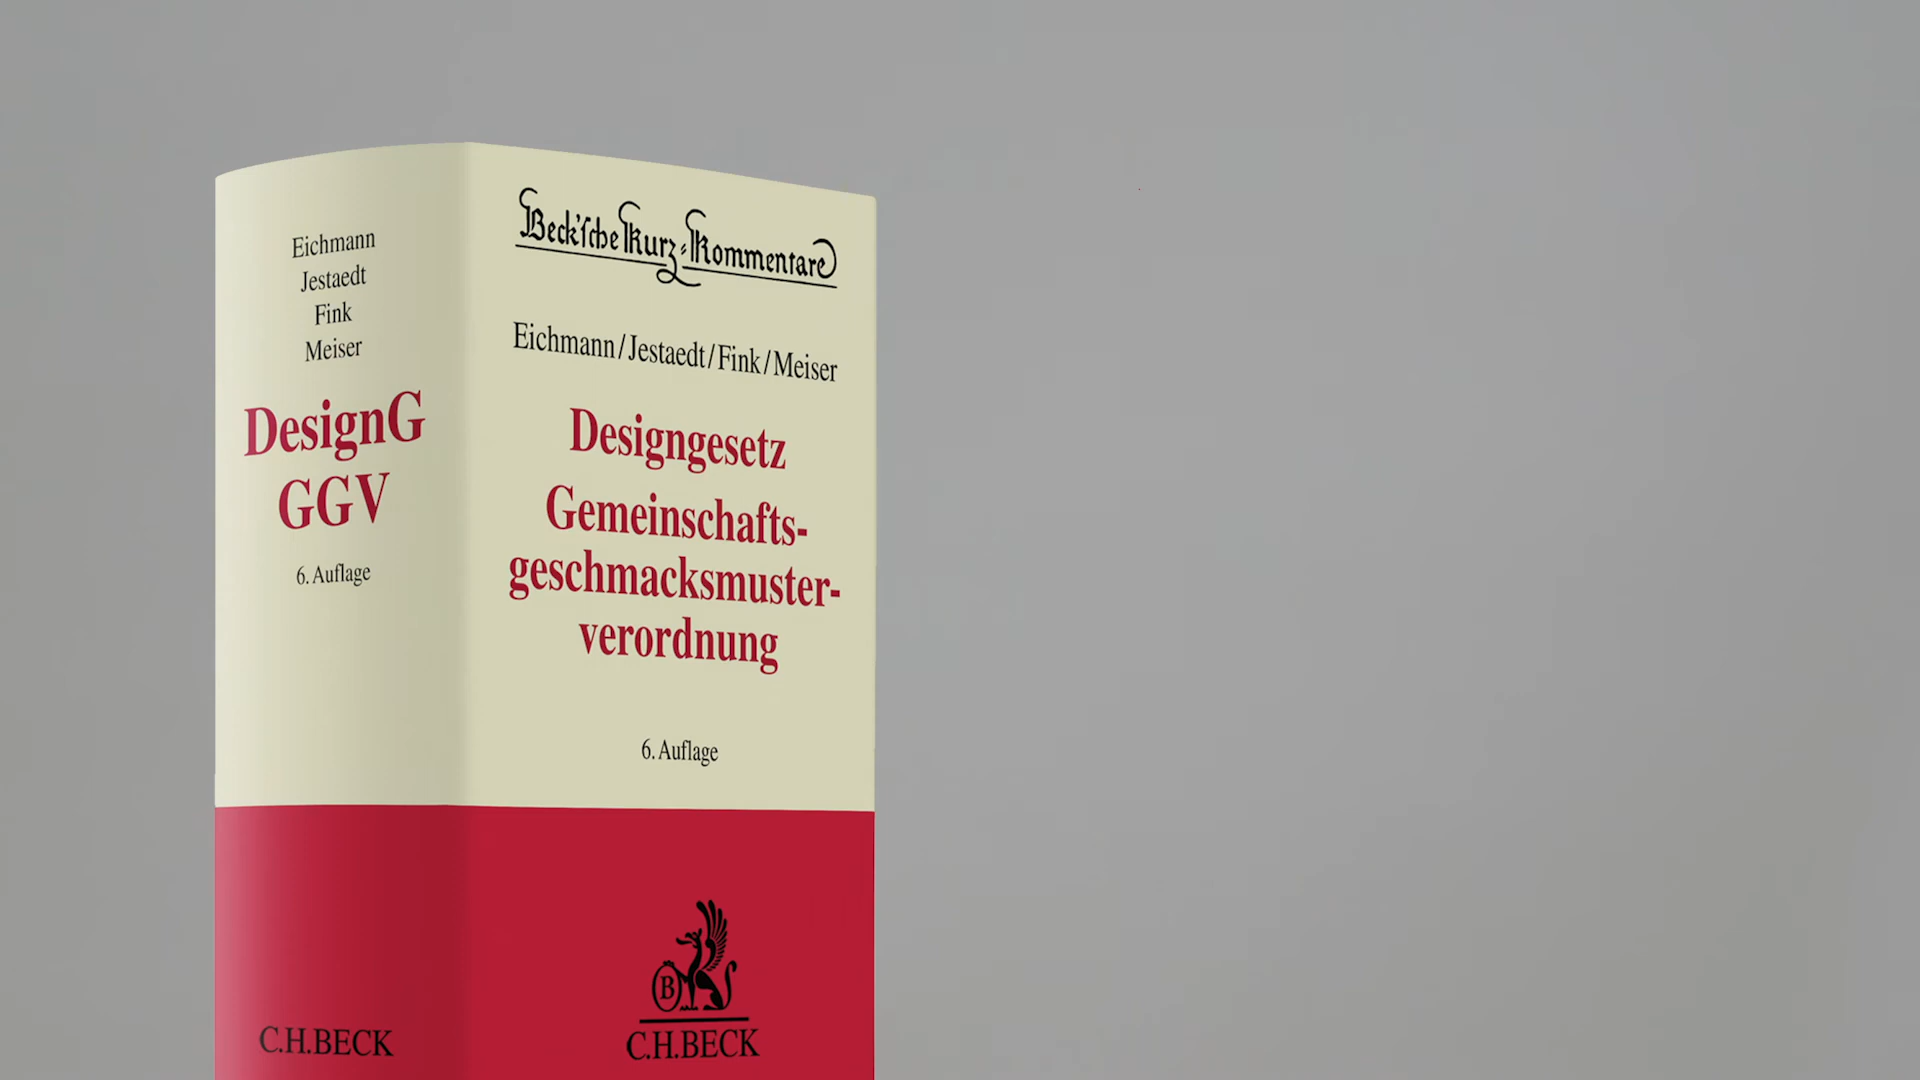 Eichmann
Jestaedt
Fink
Meiser
DesignG
GGV
6. Auflage
C.H.BECK
Beck'sche Kurz-Kommentare
Eichmann/Jestaedt/Fink/Meiser
Designgesetz
Gemeinschafts-
geschmacksmuster-
verordnung
6. Auflage
B
C.H.BECK